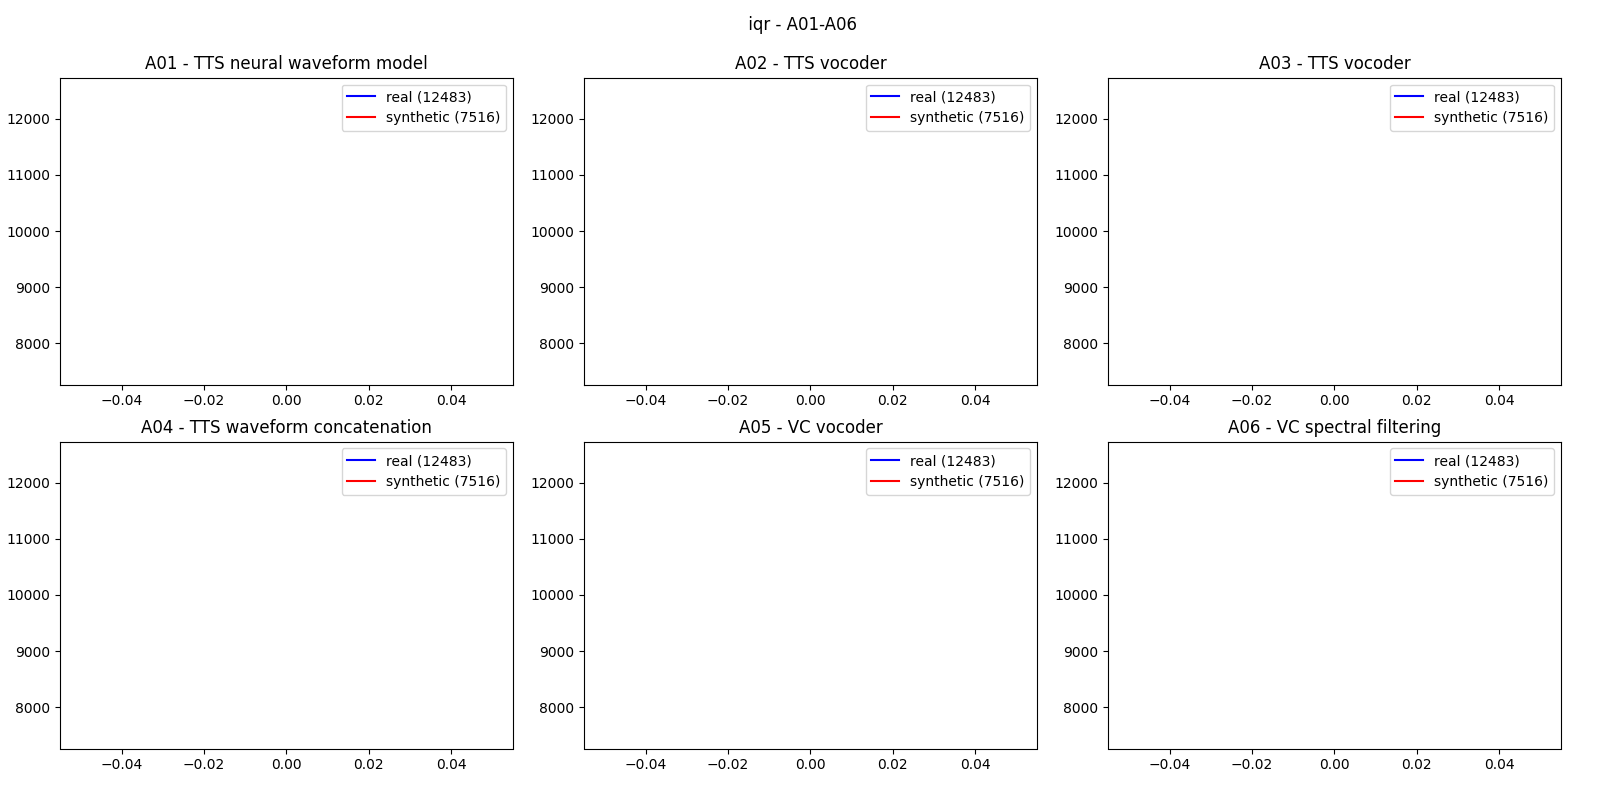 iqr - A01-A06
A01 - TTS neural waveform model
real (12483)
synthetic (7516)
12000
11000
10000
9000
8000
−0.04 −0.02 0.00 0.02 0.04
A02 - TTS vocoder
real (12483)
synthetic (7516)
12000
11000
10000
9000
8000
−0.04 −0.02 0.00 0.02 0.04
A03 - TTS vocoder
real (12483)
synthetic (7516)
12000
11000
10000
9000
8000
−0.04 −0.02 0.00 0.02 0.04
A04 - TTS waveform concatenation
real (12483)
synthetic (7516)
12000
11000
10000
9000
8000
−0.04 −0.02 0.00 0.02 0.04
A05 - VC vocoder
real (12483)
synthetic (7516)
12000
11000
10000
9000
8000
−0.04 −0.02 0.00 0.02 0.04
A06 - VC spectral filtering
real (12483)
synthetic (7516)
12000
11000
10000
9000
8000
−0.04 −0.02 0.00 0.02 0.04